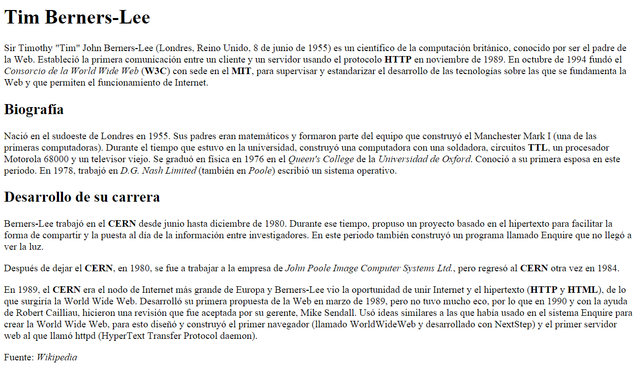 Tim Berners-Lee
Sir Timothy "Tim" John Berners-Lee (Londres, Reino Unido, 8 de junio de 1955) es un científico de la computación británico, conocido por ser el padre de
la Web. Estableció la primera comunicación entre un cliente y un servidor usando el protocolo HTTP en noviembre de 1989. En octubre de 1994 fundó el
Consorcio de la World Wide Web (W3C) con sede en el MIT, para supervisar y estandarizar el desarrollo de las tecnologías sobre las que se fundamenta la
Web y que permiten el funcionamiento de Internet.
Biografía
Nació en el sudoeste de Londres en 1955. Sus padres eran matemáticos y formaron parte del equipo que construyó el Manchester Mark I (una de las
primeras computadoras). Durante el tiempo que estuvo en la universidad, construyó una computadora con una soldadora, circuitos TTL, un procesador
Motorola 68000 y un televisor viejo. Se graduó en física en 1976 en el Queen's College de la Universidad de Oxford. Conoció a su primera esposa en este
periodo. En 1978, trabajó en D.G. Nash Limited (también en Poole) escribió un sistema operativo.
Desarrollo de su carrera
Berners-Lee trabajó en el CERN desde junio hasta diciembre de 1980. Durante ese tiempo, propuso un proyecto basado en el hipertexto para facilitar la
forma de compartir y la puesta al día de la información entre investigadores. En este periodo también construyó un programa llamado Enquire que no llegó a
ver la luz.
Después de dejar el CERN, en 1980, se fue a trabajar a la empresa de John Poole Image Computer Systems Ltd., pero regresó al CERN otra vez en 1984.
En 1989, el CERN era el nodo de Internet más grande de Europa y Berners-Lee vio la oportunidad de unir Internet y el hipertexto (HTTP y HTML), de lo
que surgiría la World Wide Web. Desarrolló su primera propuesta de la Web en marzo de 1989, pero no tuvo mucho eco, por lo que en 1990 y con la ayuda
de Robert Cailliau, hicieron una revisión que fue aceptada por su gerente, Mike Sendall. Usó ideas similares a las que había usado en el sistema Enquire para
crear la World Wide Web, para esto diseñó y construyó el primer navegador (llamado WorldWideWeb y desarrollado con NextStep) y el primer servidor
web al que llamó httpd (HyperText Transfer Protocol daemon).
Fuente: Wikipedia